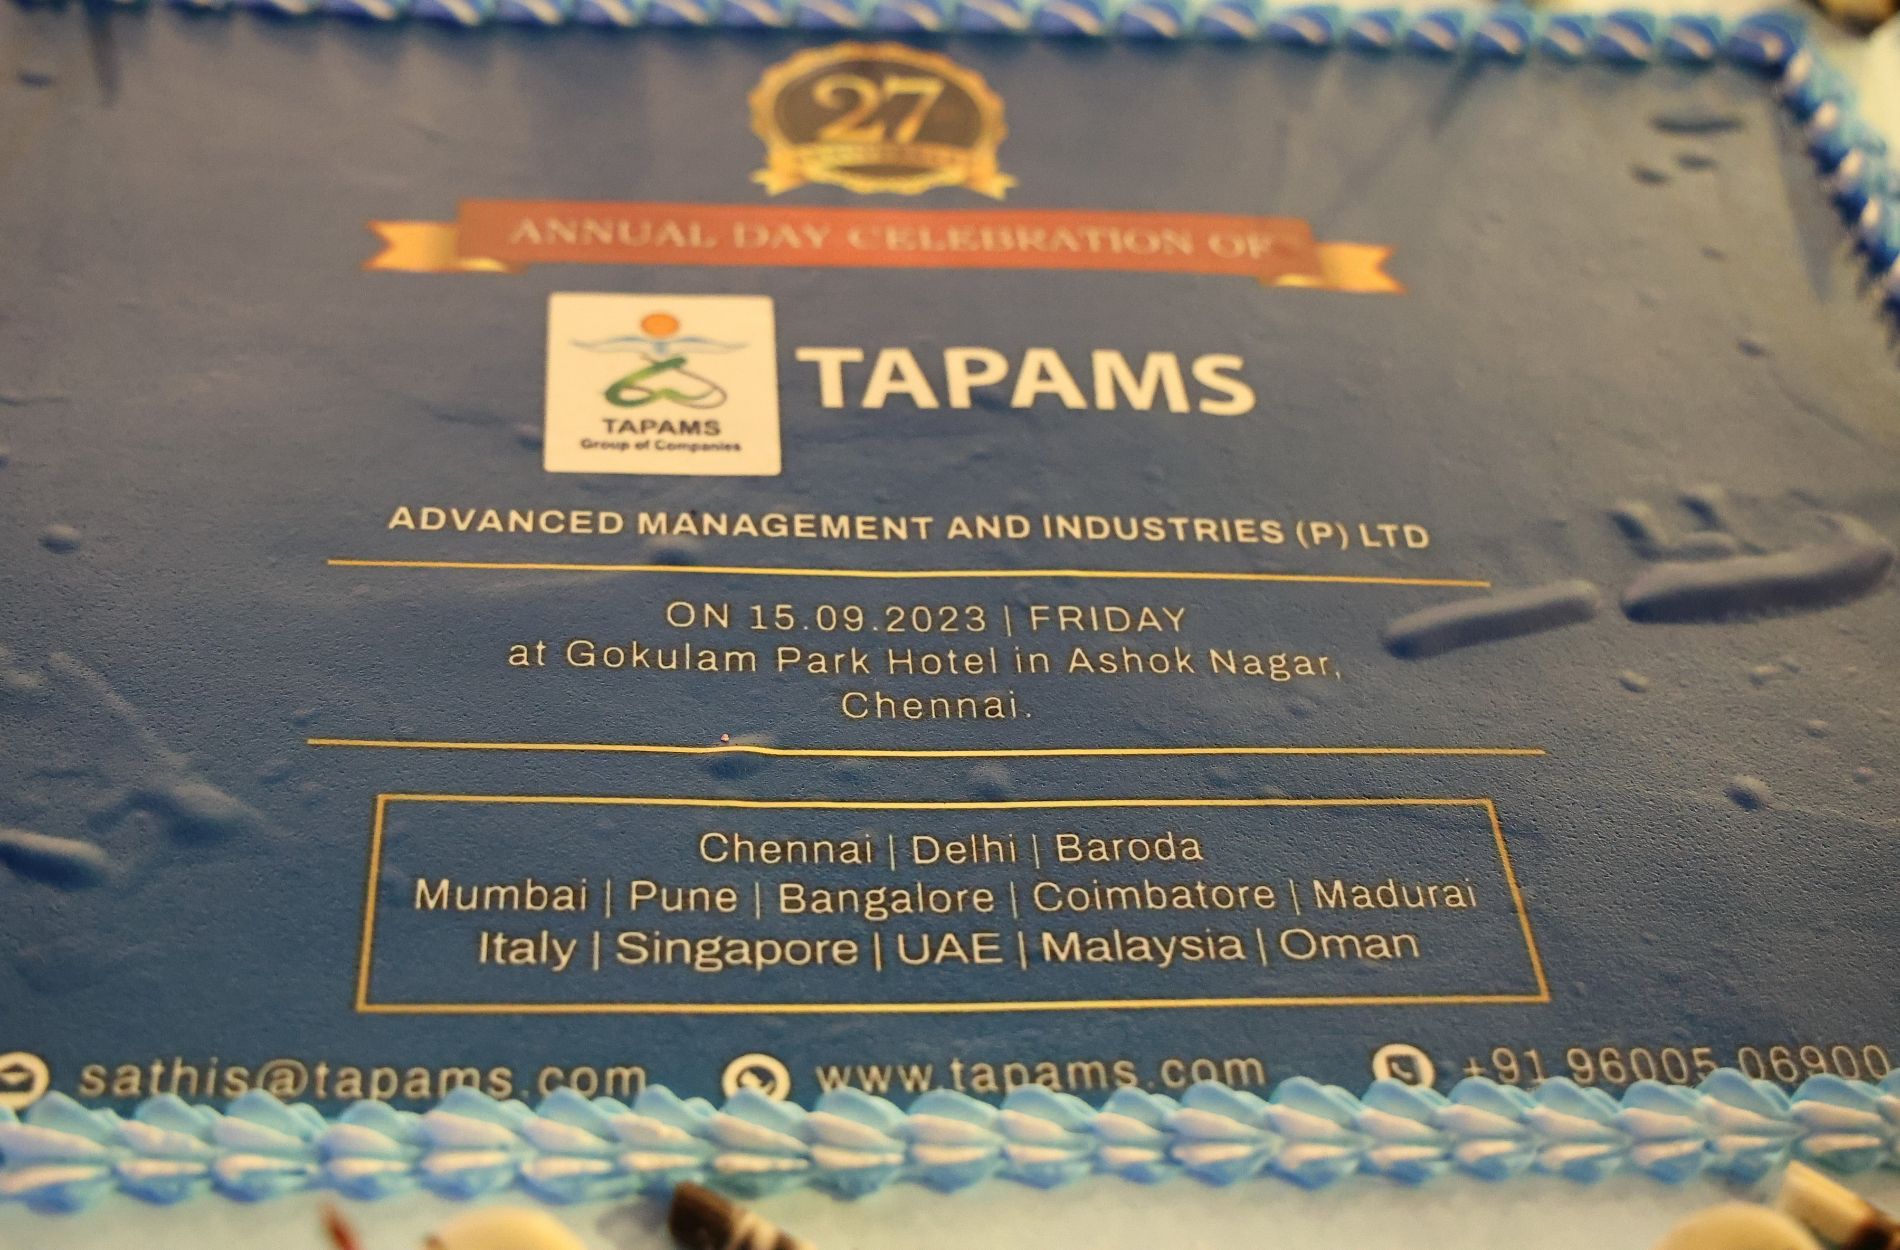 27
ANNUAL DAY CELEBRATION OF
TAPAMS
Group of Companies
TAPAMS
ADVANCED MANAGEMENT AND INDUSTRIES (P) LTD
ON 15.09.2023 | FRIDAY
at Gokulam Park Hotel in Ashok Nagar,
Chennai.
Chennai | Delhi | Baroda
Mumbai | Pune | Bangalore | Coimbatore | Madurai
Italy | Singapore | UAE | Malaysia | Oman
sathis@tapams.com www.tapams.com +91 96005 06900